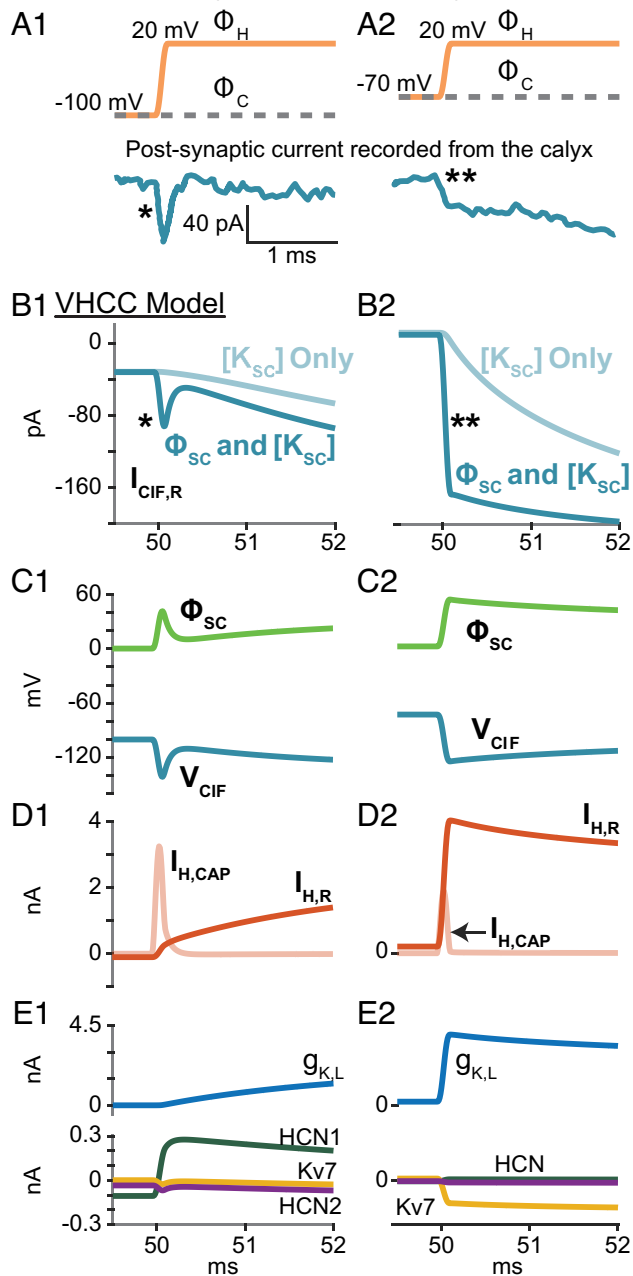 A1
20 mV Φ_H
-100 mV Φ_C
A2
20 mV Φ_H
-70 mV Φ_C
Post-synaptic current recorded from the calyx
*
40 pA
1 ms
**
B1 VHCC Model
0
-80
-160
pA
[K_SC] Only
*
Φ_SC and [K_SC]
I_CIF,R
50 51 52
B2
[K_SC] Only
**
Φ_SC and [K_SC]
50 51 52
C1
60
0
-60
-120
mV
Φ_SC
V_CIF
C2
Φ_SC
V_CIF
D1
4
2
0
nA
I_H,CAP
I_H,R
D2
I_H,R
0
I_H,CAP
E1
4.5
0
nA
g_K,L
0.3
0
-0.3
nA
HCN1
Kv7
HCN2
50 51 52
ms
E2
g_K,L
0
0
HCN
Kv7
50 51 52
ms